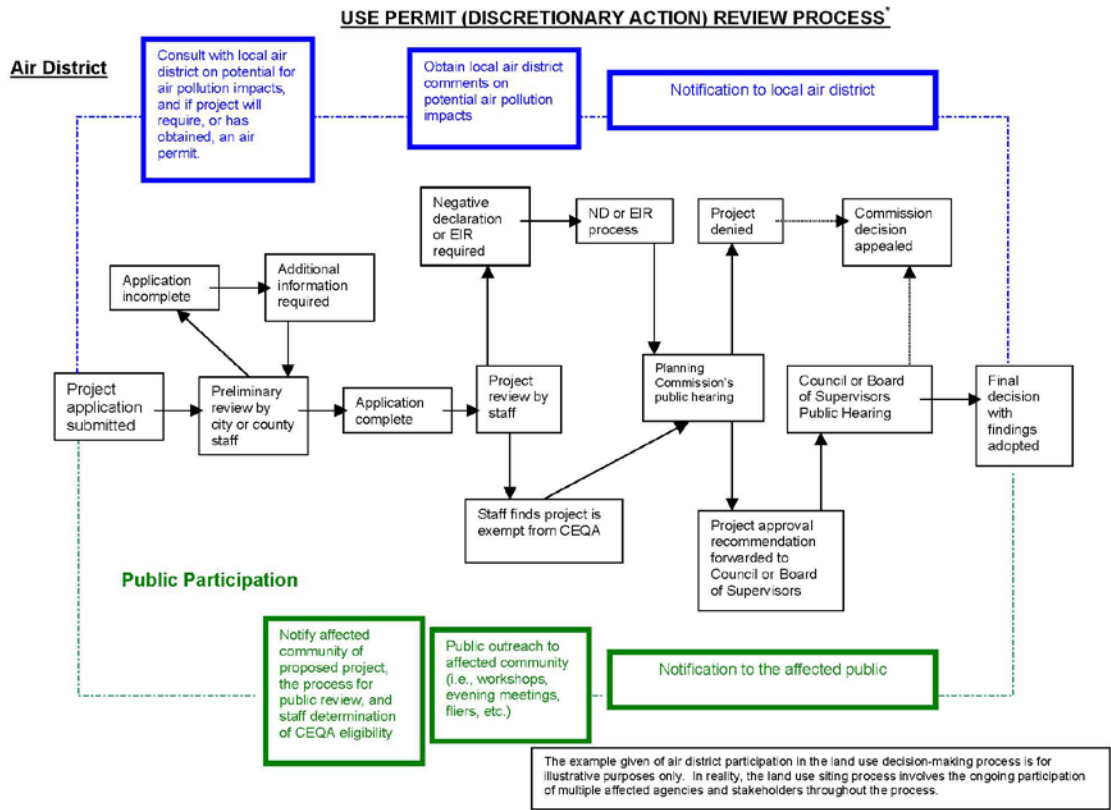 USE PERMIT (DISCRETIONARY ACTION) REVIEW PROCESS*
Air District
Consult with local air
district on potential for
air pollution impacts,
and if project will
require, or has
obtained, an air
permit.
Obtain local air district
comments on
potential air pollution
impacts
Notification to local air district
Negative
declaration
or EIR
required
ND or EIR
process
Project
denied
Commission
decision
appealed
Application
incomplete
Additional
information
required
Project
application
submitted
Preliminary
review by
city or county
staff
Application
complete
Project
review by
staff
Planning
Commission's
public hearing
Council or Board
of Supervisors
Public Hearing
Final
decision
with
findings
adopted
Staff finds project is
exempt from CEQA
Project approval
recommendation
forwarded to
Council or Board
of Supervisors
Public Participation
Notify affected
community of
proposed project,
the process for
public review, and
staff determination
of CEQA eligibility
Public outreach to
affected community
(i.e., workshops,
evening meetings,
fliers, etc.)
Notification to the affected public
The example given of air district participation in the land use decision-making process is for
illustrative purposes only. In reality, the land use siting process involves the ongoing participation
of multiple affected agencies and stakeholders throughout the process.